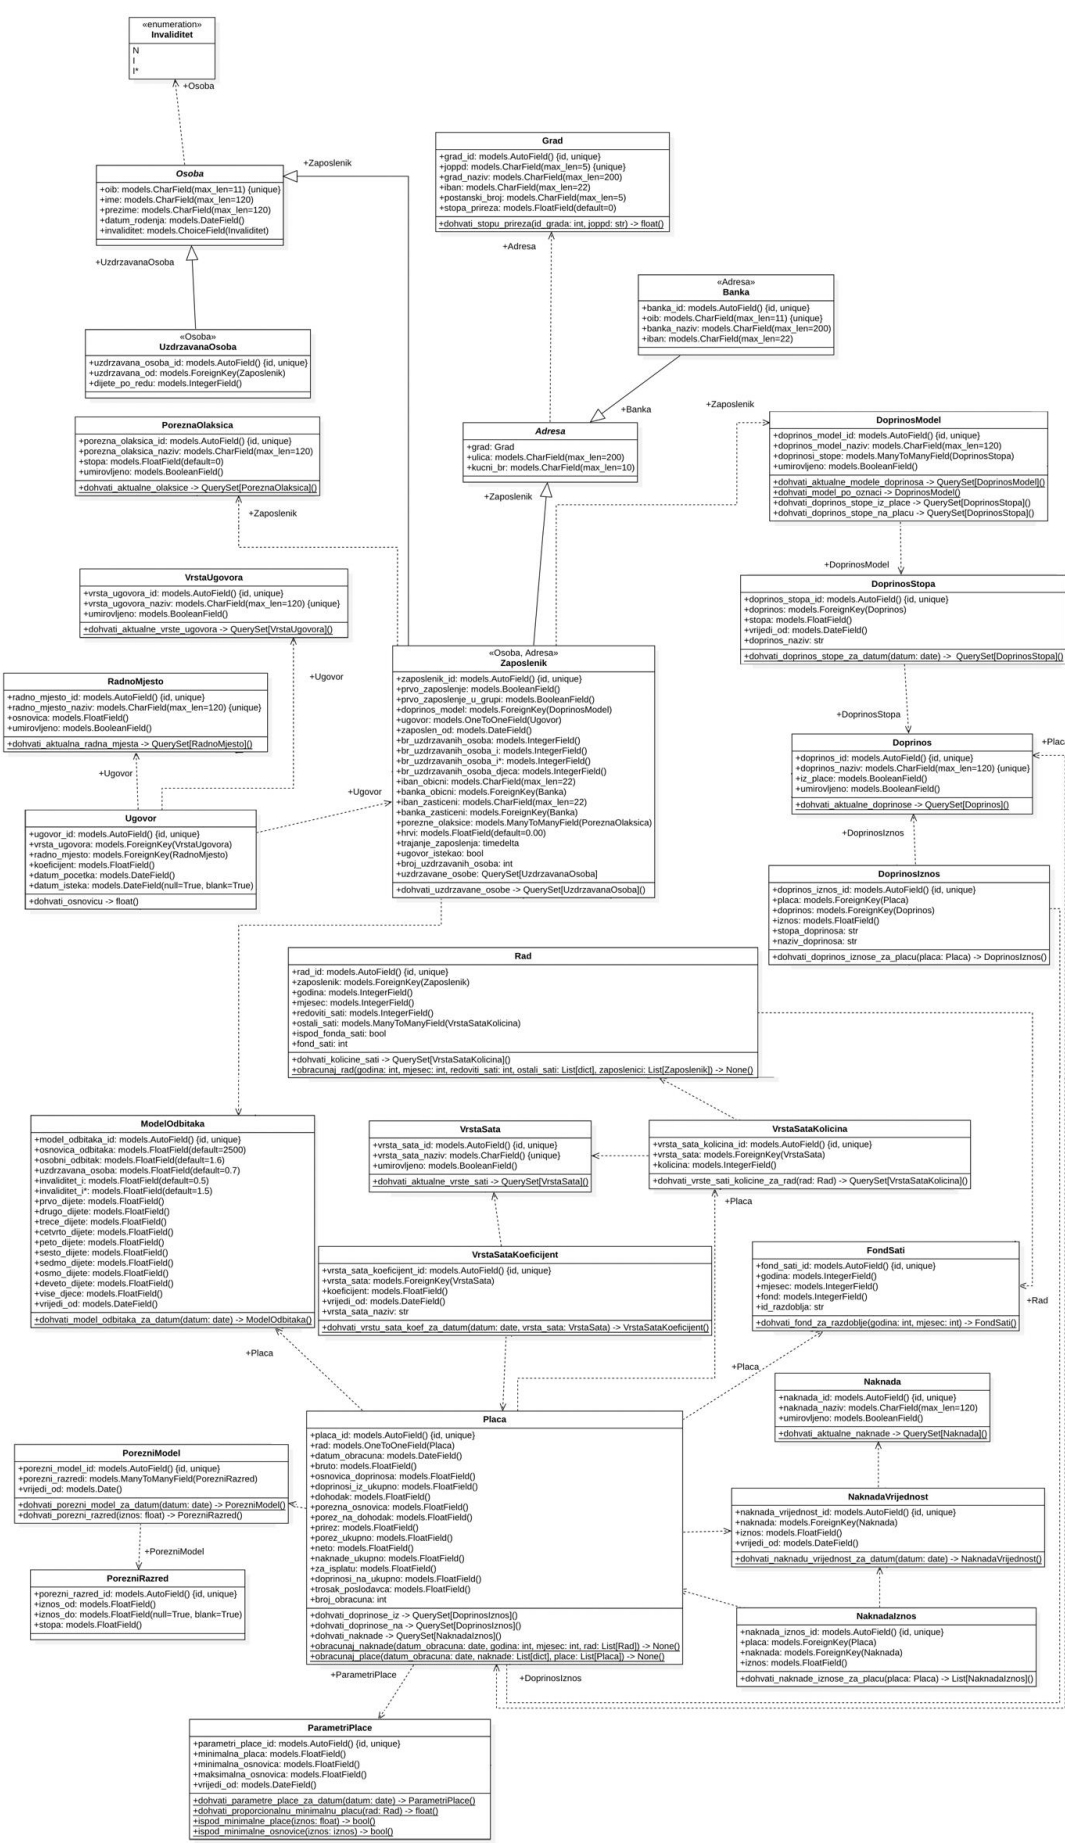 «enumeration»
Invaliditet
N
I
I*
+Osoba
Osoba
+oib: models.CharField(max_len=11) {unique}
+ime: models.CharField(max_len=120)
+prezime: models.CharField(max_len=120)
+datum_rodenja: models.DateField()
+invaliditet: models.ChoiceField(Invaliditet)
+Zaposlenik
+UzdrzavanaOsoba
«Osoba»
UzdrzavanaOsoba
+uzdrzavana_osoba_id: models.AutoField() {id, unique}
+uzdrzavana_od: models.ForeignKey(Zaposlenik)
+dijete_po_redu: models.IntegerField()
Grad
+grad_id: models.AutoField() {id, unique}
+joppd: models.CharField(max_len=5) {unique}
+grad_naziv: models.CharField(max_len=200)
+iban: models.CharField(max_len=22)
+postanski_broj: models.CharField(max_len=5)
+stopa_prireza: models.FloatField(default=0)
+dohvati_stopu_prireza(id_grada: int, joppd: str) -> float()
+Adresa
«Adresa»
Banka
+banka_id: models.AutoField() {id, unique}
+oib: models.CharField(max_len=11) {unique}
+banka_naziv: models.CharField(max_len=200)
+iban: models.CharField(max_len=22)
+Banka
Adresa
+grad: Grad
+ulica: models.CharField(max_len=200)
+kucni_br: models.CharField(max_len=10)
+Zaposlenik
+Zaposlenik
PoreznaOlaksica
+porezna_olaksica_id: models.AutoField() {id, unique}
+porezna_olaksica_naziv: models.CharField(max_len=120)
+stopa: models.FloatField(default=0)
+umirovljeno: models.BooleanField()
+dohvati_aktualne_olaksice -> QuerySet[PoreznaOlaksica]()
+Zaposlenik
DoprinosModel
+doprinos_model_id: models.AutoField() {id, unique}
+doprinos_model_naziv: models.CharField(max_len=120)
+doprinosi_stope: models.ManyToManyField(DoprinosStopa)
+umirovljeno: models.BooleanField()
+dohvati_aktualne_modele_doprinosa -> QuerySet[DoprinosModel]()
+dohvati_model_po_oznaci -> DoprinosModel()
+dohvati_doprinos_stope_iz_place -> QuerySet[DoprinosStopa]()
+dohvati_doprinos_stope_na_placu -> QuerySet[DoprinosStopa]()
+DoprinosModel
DoprinosStopa
+doprinos_stopa_id: models.AutoField() {id, unique}
+doprinos: models.ForeignKey(Doprinos)
+stopa: models.FloatField()
+vrijedi_od: models.DateField()
+doprinos_naziv: str
+dohvati_doprinos_stope_za_datum(datum: date) -> QuerySet[DoprinosStopa]()
+DoprinosStopa
VrstaUgovora
+vrsta_ugovora_id: models.AutoField() {id, unique}
+vrsta_ugovora_naziv: models.CharField(max_len=120) {unique}
+umirovljeno: models.BooleanField()
+dohvati_aktualne_vrste_ugovora -> QuerySet[VrstaUgovora]()
+Ugovor
RadnoMjesto
+radno_mjesto_id: models.AutoField() {id, unique}
+radno_mjesto_naziv: models.CharField(max_len=120) {unique}
+osnovica: models.FloatField()
+umirovljeno: models.BooleanField()
+dohvati_aktualna_radna_mjesta -> QuerySet[RadnoMjesto]()
+Ugovor
Ugovor
+ugovor_id: models.AutoField() {id, unique}
+vrsta_ugovora: models.ForeignKey(VrstaUgovora)
+radno_mjesto: models.ForeignKey(RadnoMjesto)
+koeficijent: models.FloatField()
+datum_pocetka: models.DateField()
+datum_isteka: models.DateField(null=True, blank=True)
+dohvati_osnovicu -> float()
+Ugovor
«Osoba, Adresa»
Zaposlenik
+zaposlenik_id: models.AutoField() {id, unique}
+prvo_zaposlenje: models.BooleanField()
+prvo_zaposlenje_u_grupi: models.BooleanField()
+doprinos_model: models.ForeignKey(DoprinosModel)
+ugovor: models.OneToOneField(Ugovor)
+zaposlen_od: models.DateField()
+br_uzdrzavanih_osoba: models.IntegerField()
+br_uzdrzavanih_osoba_i: models.IntegerField()
+br_uzdrzavanih_osoba_i*: models.IntegerField()
+br_uzdrzavanih_osoba_djeca: models.IntegerField()
+iban_obicni: models.CharField(max_len=22)
+banka_obicni: models.ForeignKey(Banka)
+iban_zasticeni: models.CharField(max_len=22)
+banka_zasticeni: models.ForeignKey(Banka)
+porezne_olaksice: models.ManyToManyField(PoreznaOlaksica)
+hrvi: models.FloatField(default=0.00)
+trajanje_zaposlenja: timedelta
+ugovor_istekao: bool
+broj_uzdrzavanih_osoba: int
+uzdrzavane_osobe: QuerySet[UzdrzavanaOsoba]
+dohvati_uzdrzavane_osobe -> QuerySet[UzdrzavanaOsoba]()
Doprinos
+doprinos_id: models.AutoField() {id, unique}
+doprinos_naziv: models.CharField(max_len=120) {unique}
+iz_place: models.BooleanField()
+umirovljeno: models.BooleanField()
+dohvati_aktualne_doprinose -> QuerySet[Doprinos]()
+Placa
+DoprinosIznos
DoprinosIznos
+doprinos_iznos_id: models.AutoField() {id, unique}
+placa: models.ForeignKey(Placa)
+doprinos: models.ForeignKey(Doprinos)
+iznos: models.FloatField()
+stopa_doprinosa: str
+naziv_doprinosa: str
+dohvati_doprinos_iznose_za_placu(placa: Placa) -> DoprinosIznos()
Rad
+rad_id: models.AutoField() {id, unique}
+zaposlenik: models.ForeignKey(Zaposlenik)
+godina: models.IntegerField()
+mjesec: models.IntegerField()
+redoviti_sati: models.IntegerField()
+ostali_sati: models.ManyToManyField(VrstaSataKolicina)
+ispod_fonda_sati: bool
+fond_sati: int
+dohvati_kolicine_sati -> QuerySet[VrstaSataKolicina]()
+obracunaj_rad(godina: int, mjesec: int, redoviti_sati: int, ostali_sati: List[dict], zaposlenici: List[Zaposlenik]) -> None()
ModelOdbitaka
+model_odbitaka_id: models.AutoField() {id, unique}
+osnovica_odbitaka: models.FloatField(default=2500)
+osobni_odbitak: models.FloatField(default=1.6)
+uzdrzavana_osoba: models.FloatField(default=0.7)
+invaliditet_i: models.FloatField(default=0.5)
+invaliditet_i*: models.FloatField(default=1.5)
+prvo_dijete: models.FloatField()
+drugo_dijete: models.FloatField()
+trece_dijete: models.FloatField()
+cetvrto_dijete: models.FloatField()
+peto_dijete: models.FloatField()
+sesto_dijete: models.FloatField()
+sedmo_dijete: models.FloatField()
+osmo_dijete: models.FloatField()
+deveto_dijete: models.FloatField()
+vise_djece: models.FloatField()
+vrijedi_od: models.DateField()
+dohvati_model_odbitaka_za_datum(datum: date) -> ModelOdbitaka()
VrstaSata
+vrsta_sata_id: models.AutoField() {id, unique}
+vrsta_sata_naziv: models.CharField() {unique}
+umirovljeno: models.BooleanField()
+dohvati_aktualne_vrste_sati -> QuerySet[VrstaSata]()
VrstaSataKolicina
+vrsta_sata_kolicina_id: models.AutoField() {id, unique}
+vrsta_sata: models.ForeignKey(VrstaSata)
+kolicina: models.IntegerField()
+dohvati_vrste_sati_kolicine_za_rad(rad: Rad) -> QuerySet[VrstaSataKolicina]()
+Placa
VrstaSataKoeficijent
+vrsta_sata_koeficijent_id: models.AutoField() {id, unique}
+vrsta_sata: models.ForeignKey(VrstaSata)
+koeficijent: models.FloatField()
+vrijedi_od: models.DateField()
+vrsta_sata_naziv: str
+dohvati_vrstu_sata_koef_za_datum(datum: date, vrsta_sata: VrstaSata) -> VrstaSataKoeficijent()
FondSati
+fond_sati_id: models.AutoField() {id, unique}
+godina: models.IntegerField()
+mjesec: models.IntegerField()
+fond: models.IntegerField()
+id_razdoblja: str
+dohvati_fond_za_razdoblje(godina: int, mjesec: int) -> FondSati()
+Rad
+Placa
+Placa
Naknada
+naknada_id: models.AutoField() {id, unique}
+naknada_naziv: models.CharField(max_len=120)
+umirovljeno: models.BooleanField()
+dohvati_aktualne_naknade -> QuerySet[Naknada]()
Placa
+placa_id: models.AutoField() {id, unique}
+rad: models.OneToOneField(Placa)
+datum_obracuna: models.DateField()
+bruto: models.FloatField()
+osnovica_doprinosa: models.FloatField()
+doprinosi_iz_ukupno: models.FloatField()
+dohodak: models.FloatField()
+porezna_osnovica: models.FloatField()
+porez_na_dohodak: models.FloatField()
+prirez: models.FloatField()
+porez_ukupno: models.FloatField()
+neto: models.FloatField()
+naknade_ukupno: models.FloatField()
+za_isplatu: models.FloatField()
+doprinosi_na_ukupno: models.FloatField()
+trosak_poslodavca: models.FloatField()
+broj_obracuna: int
+dohvati_doprinose_iz -> QuerySet[DoprinosIznos]()
+dohvati_doprinose_na -> QuerySet[DoprinosIznos]()
+dohvati_naknade -> QuerySet[NaknadaIznos]()
+obracunaj_naknade(datum_obracuna: date, godina: int, mjesec: int, rad: List[Rad]) -> None()
+obracunaj_place(datum_obracuna: date, naknade: List[dict], place: List[Placa]) -> None()
PorezniModel
+porezni_model_id: models.AutoField() {id, unique}
+porezni_razredi: models.ManyToManyField(PorezniRazred)
+vrijedi_od: models.Date()
+dohvati_porezni_model_za_datum(datum: date) -> PorezniModel()
+dohvati_porezni_razred(iznos: float) -> PorezniRazred()
+PorezniModel
PorezniRazred
+porezni_razred_id: models.AutoField() {id, unique}
+iznos_od: models.FloatField()
+iznos_do: models.FloatField(null=True, blank=True)
+stopa: models.FloatField()
NaknadaVrijednost
+naknada_vrijednost_id: models.AutoField() {id, unique}
+naknada: models.ForeignKey(Naknada)
+iznos: models.FloatField()
+vrijedi_od: models.DateField()
+dohvati_naknadu_vrijednost_za_datum(datum: date) -> NaknadaVrijednost()
NaknadaIznos
+naknada_iznos_id: models.AutoField() {id, unique}
+placa: models.ForeignKey(Placa)
+naknada: models.ForeignKey(Naknada)
+iznos: models.FloatField()
+dohvati_naknade_iznose_za_placu(placa: Placa) -> List[NaknadaIznos]()
+ParametriPlace
+DoprinosIznos
ParametriPlace
+parametri_place_id: models.AutoField() {id, unique}
+minimalna_placa: models.FloatField()
+minimalna_osnovica: models.FloatField()
+maksimalna_osnovica: models.FloatField()
+vrijedi_od: models.DateField()
+dohvati_parametre_place_za_datum(datum: date) -> ParametriPlace()
+dohvati_proporcionalnu_minimalnu_placu(rad: Rad) -> float()
+ispod_minimalne_place(iznos: float) -> bool()
+ispod_minimalne_osnovice(iznos: iznos) -> bool()